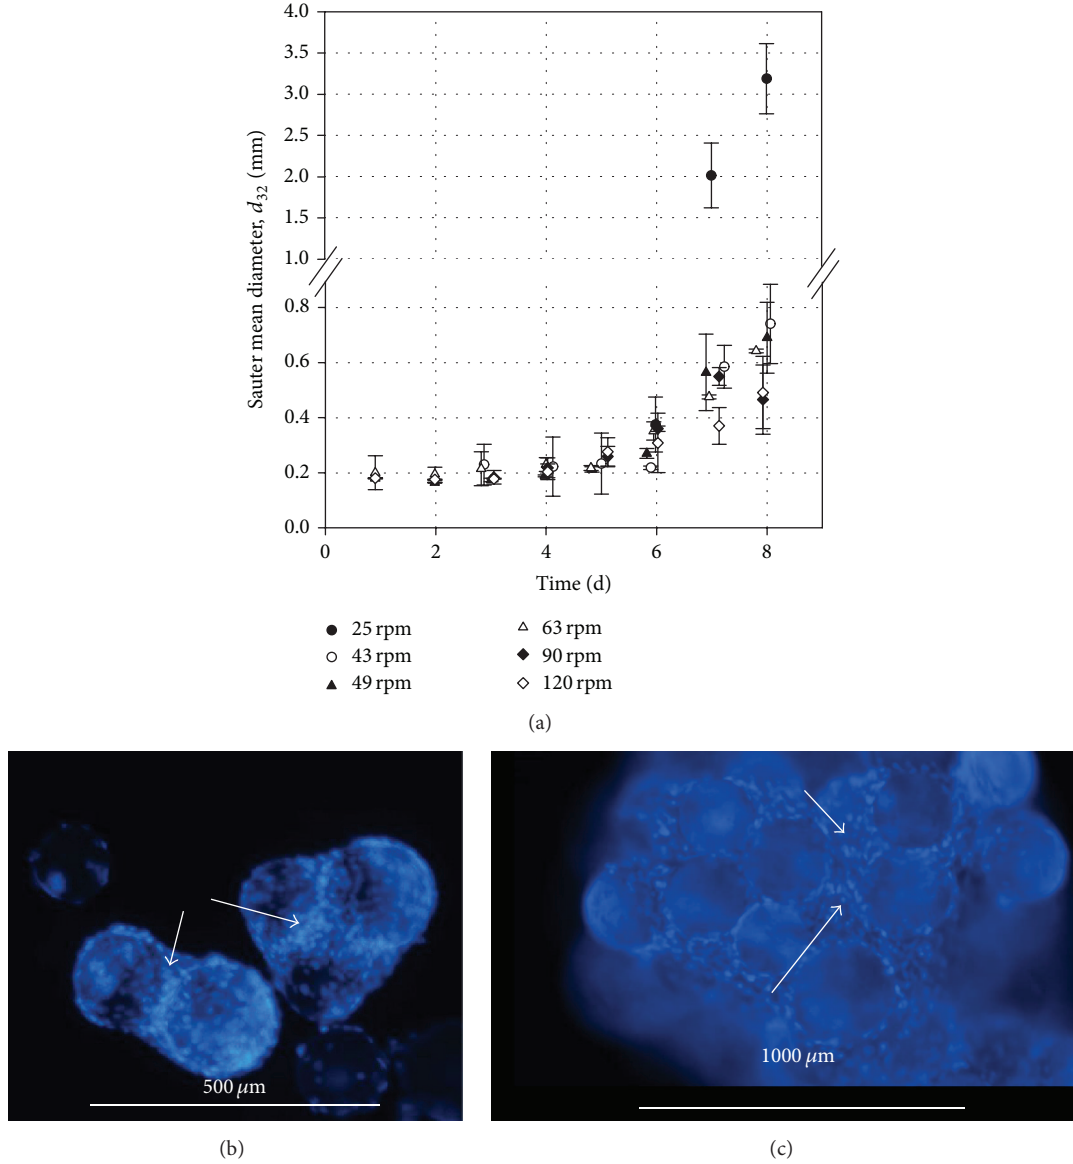 4.0
3.5
3.0
2.5
2.0
1.5
1.0
0.8
0.6
0.4
0.2
0.0
Sauter mean diameter, d32 (mm)
0 2 4 6 8
Time (d)
25 rpm 63 rpm
43 rpm 90 rpm
49 rpm 120 rpm
(a)
500 μm
1000 μm
(b) (c)